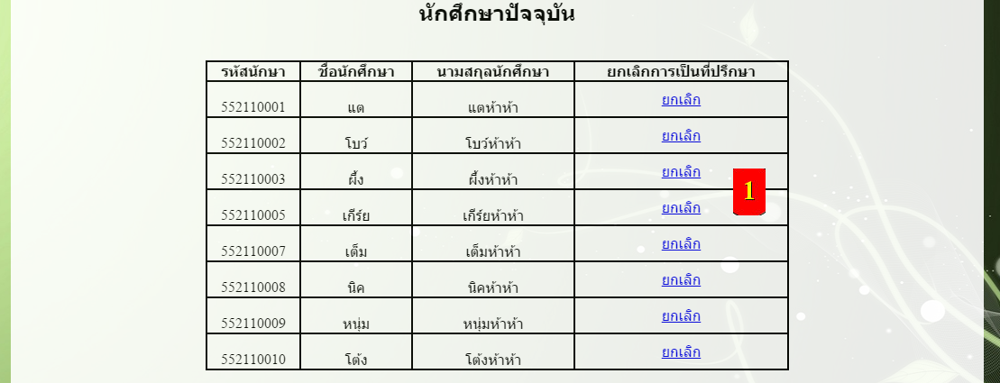 นักศึกษาปัจจุบัน
รหัสนักษา ชื่อนักศึกษา นามสกุลนักศึกษา ยกเลิกการเป็นที่ปรึกษา
552110001 แต แตห้าห้า ยกเลิก
552110002 โบว์ โบว์ห้าห้า ยกเลิก
552110003 ผึ้ง ผึ้งห้าห้า ยกเลิก
1
552110005 เกีร์ย เกีร์ยห้าห้า ยกเลิก
552110007 เต็ม เต็มห้าห้า ยกเลิก
552110008 นิค นิคห้าห้า ยกเลิก
552110009 หนุ่ม หนุ่มห้าห้า ยกเลิก
552110010 โต้ง โต้งห้าห้า ยกเลิก